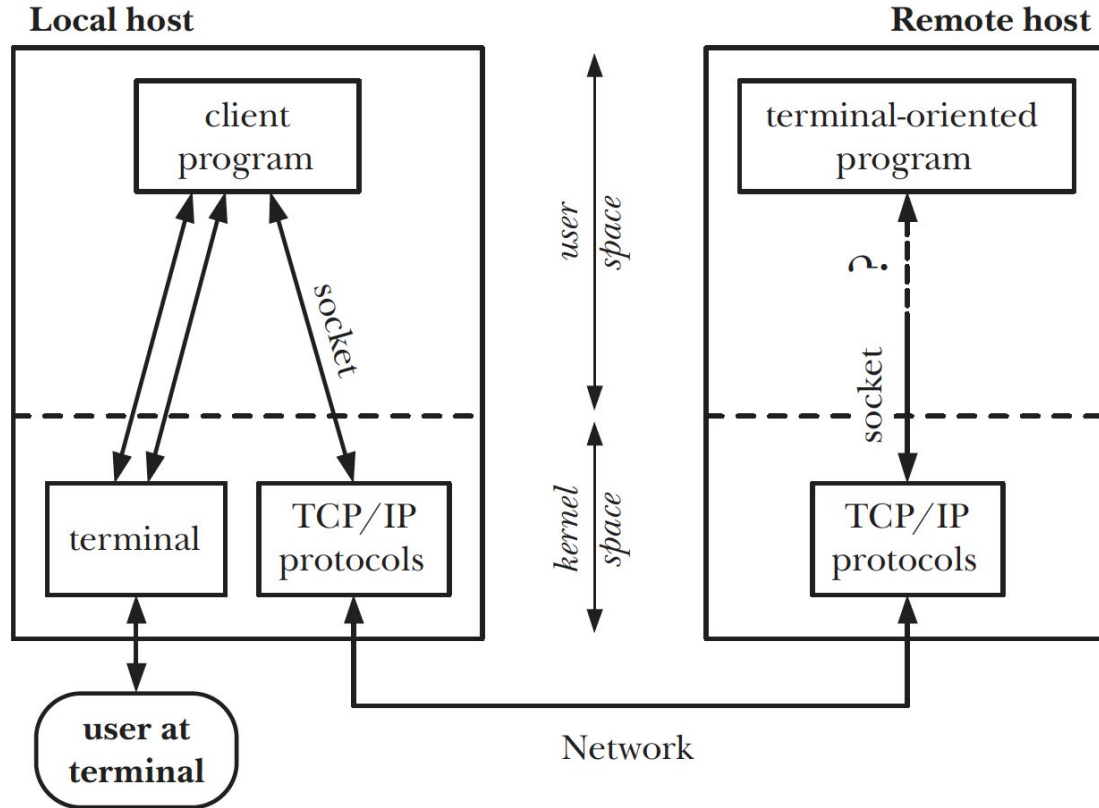 Local host
Remote host
client
program
terminal-oriented
program
user
space
?
socket
socket
kernel
space
terminal
TCP/IP
protocols
TCP/IP
protocols
user at
terminal
Network